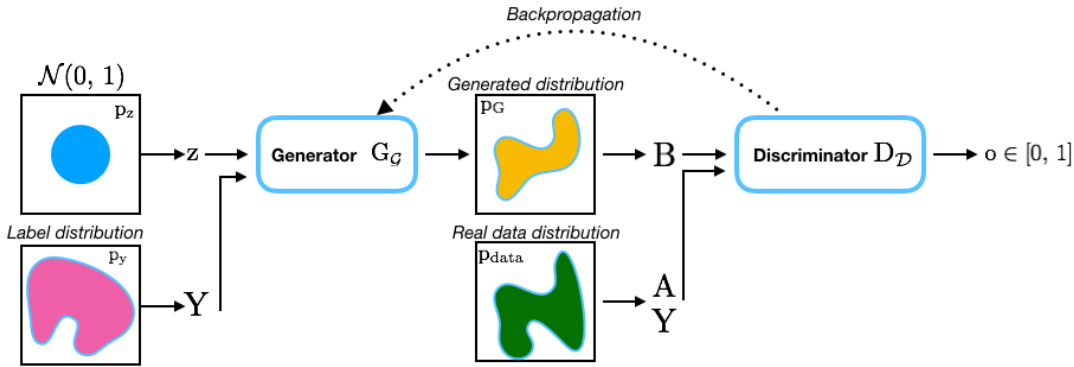 Backpropagation
𝒩(0, 1)
Generated distribution
p_z
p_G
z
Generator G_𝒢
B
Discriminator D_𝒟
o ∈ [0, 1]
Label distribution
Real data distribution
p_y
p_data
Y
A
Y